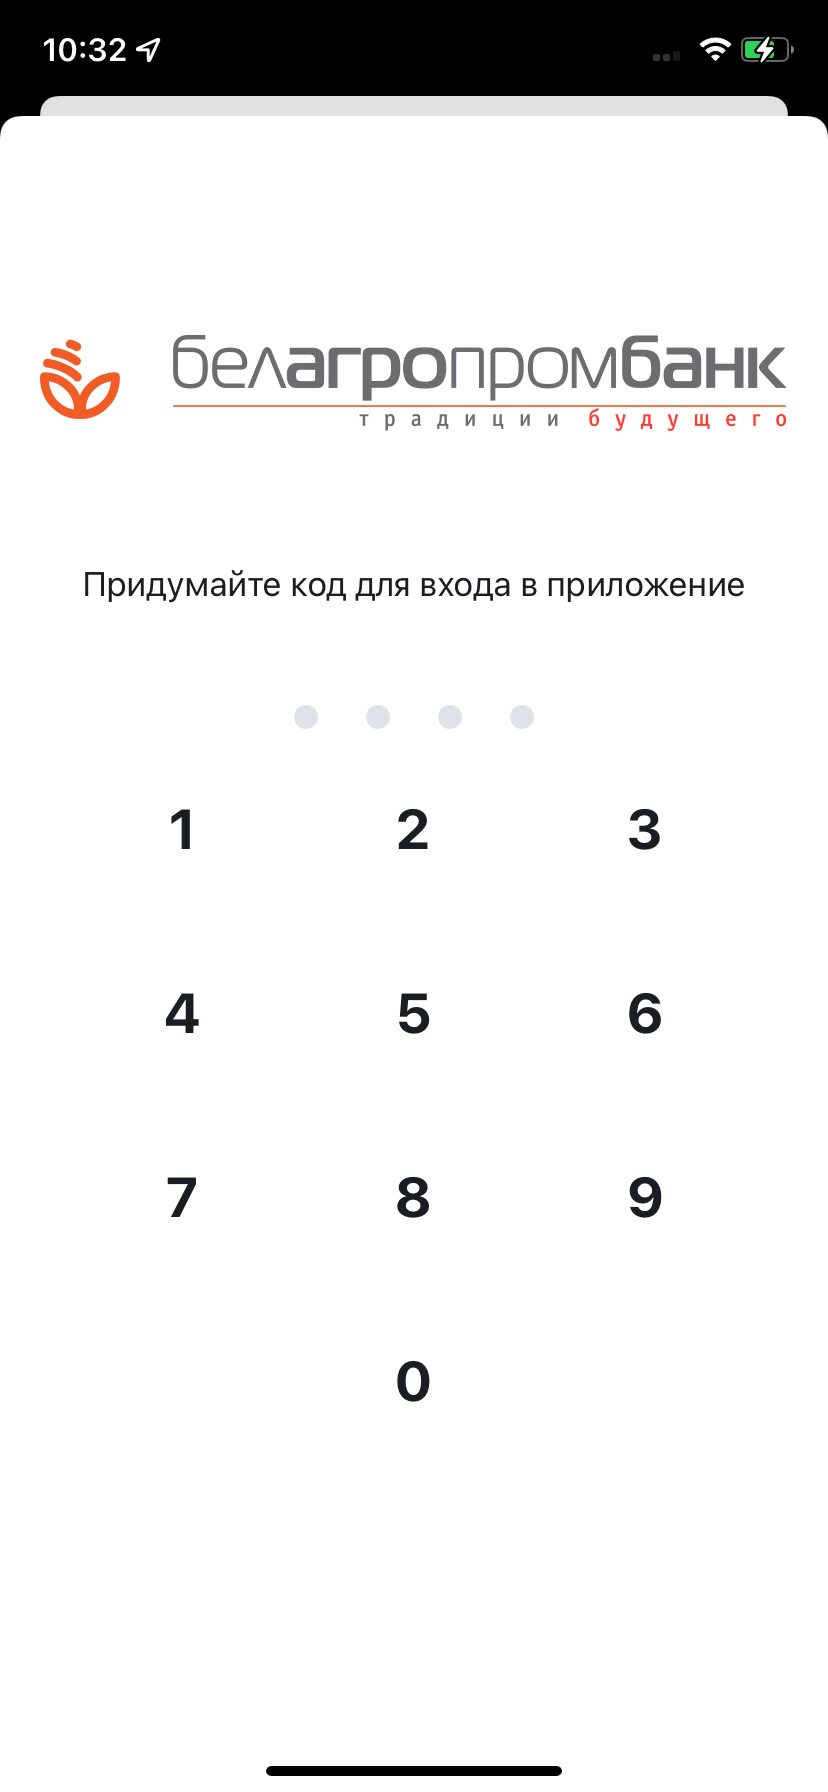 10:32
белагропромбанк
традиции будущего
Придумайте код для входа в приложение
1 2 3
4 5 6
7 8 9
0